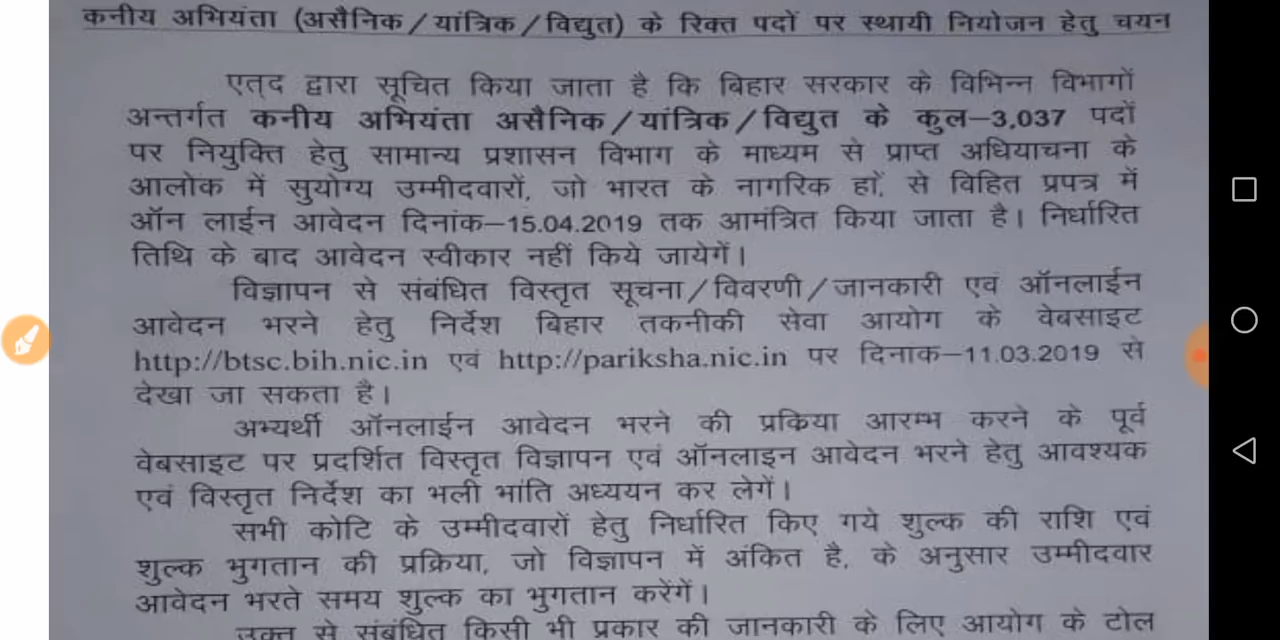 कनीय अभियंता (असैनिक/यांत्रिक/विद्युत) के रिक्त पदों पर स्थायी नियोजन हेतु चयन
एतद द्वारा सूचित किया जाता है कि बिहार सरकार के विभिन्न विभागों
अन्तर्गत कनीय अभियंता असैनिक/यांत्रिक/विद्युत के कुल–3,037 पदों
पर नियुक्ति हेतु सामान्य प्रशासन विभाग के माध्यम से प्राप्त अधियाचना के
आलोक में सुयोग्य उम्मीदवारों, जो भारत के नागरिक हों, से विहित प्रपत्र में
ऑन लाईन आवेदन दिनांक–15.04.2019 तक आमंत्रित किया जाता है। निर्धारित
तिथि के बाद आवेदन स्वीकार नहीं किये जायेगें।
विज्ञापन से संबंधित विस्तृत सूचना/विवरणी/जानकारी एवं ऑनलाईन
आवेदन भरने हेतु निर्देश बिहार तकनीकी सेवा आयोग के वेबसाइट
http://btsc.bih.nic.in एवं http://pariksha.nic.in पर दिनांक–11.03.2019 से
देखा जा सकता है।
अभ्यर्थी ऑनलाईन आवेदन भरने की प्रकिया आरम्भ करने के पूर्व
वेबसाइट पर प्रदर्शित विस्तृत विज्ञापन एवं ऑनलाइन आवेदन भरने हेतु आवश्यक
एवं विस्तृत निर्देश का भली भांति अध्ययन कर लेगें।
सभी कोटि के उम्मीदवारों हेतु निर्धारित किए गये शुल्क की राशि एवं
शुल्क भुगतान की प्रक्रिया, जो विज्ञापन में अंकित है, के अनुसार उम्मीदवार
आवेदन भरते समय शुल्क का भुगतान करेंगें।
उक्त से संबंधित किसी भी प्रकार की जानकारी के लिए आयोग के टोल